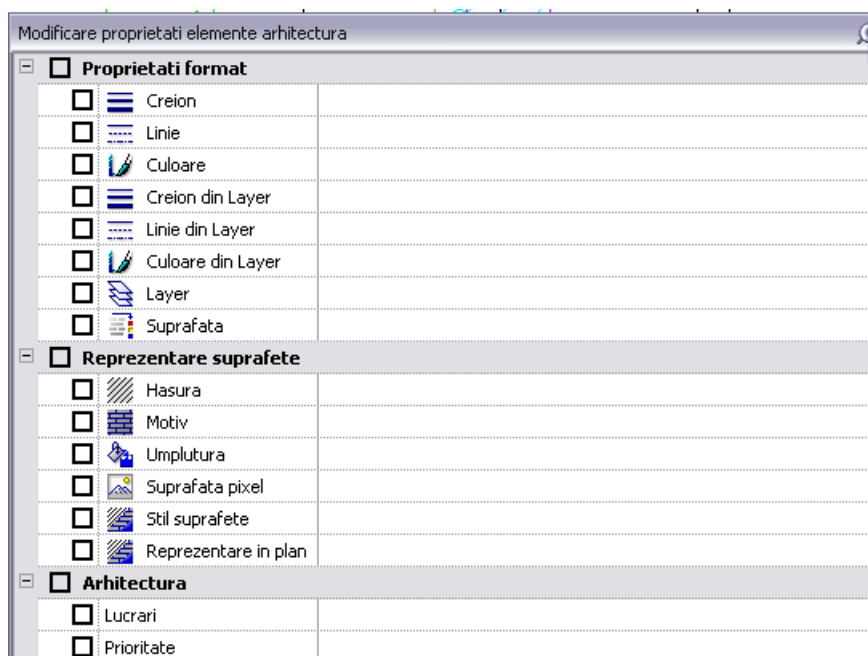 Modificare proprietati elemente arhitectura
Proprietati format
Creion
Linie
Culoare
Creion din Layer
Linie din Layer
Culoare din Layer
Layer
Suprafata
Reprezentare suprafete
Hasura
Motiv
Umplutura
Suprafata pixel
Stil suprafete
Reprezentare in plan
Arhitectura
Lucrari
Prioritate